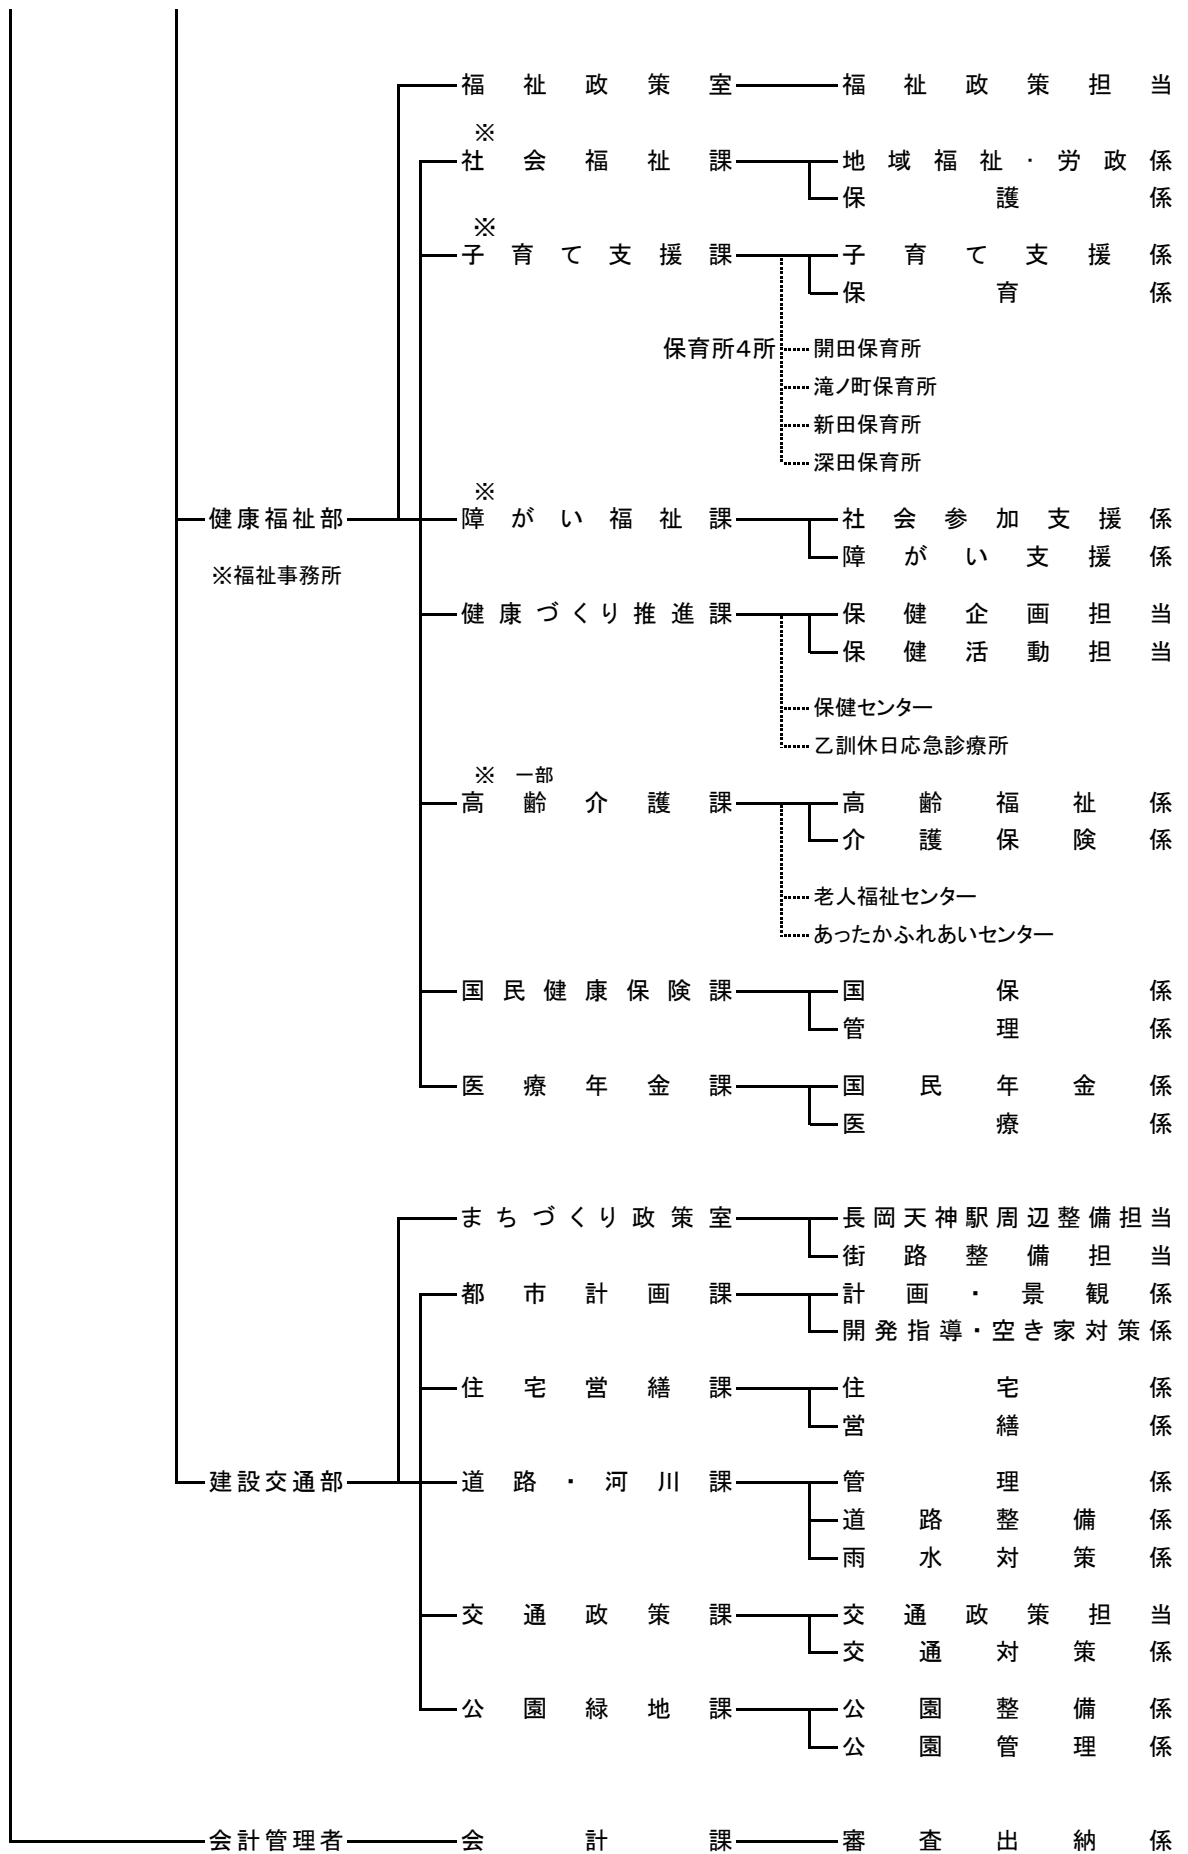 福祉政策室 福祉政策担当
※
社会福祉課 地域福祉・労政係
保護係
※
子育て支援課 子育て支援係
保育係
保育所4所 開田保育所
滝ノ町保育所
新田保育所
深田保育所
※
健康福祉部 障がい福祉課 社会参加支援係
障がい支援係
※福祉事務所
健康づくり推進課 保健企画担当
保健活動担当
保健センター
乙訓休日応急診療所
※ 一部
高齢介護課 高齢福祉係
介護保険係
老人福祉センター
あったかふれあいセンター
国民健康保険課 国保係
管理係
医療年金課 国民年金係
医療係
まちづくり政策室 長岡天神駅周辺整備担当
街路整備担当
都市計画課 計画・景観係
開発指導・空き家対策係
住宅営繕課 住宅係
営繕係
建設交通部 道路・河川課 管理係
道路整備係
雨水対策係
交通政策課 交通政策担当
交通対策係
公園緑地課 公園整備係
公園管理係
会計管理者 会計課 審査出納係